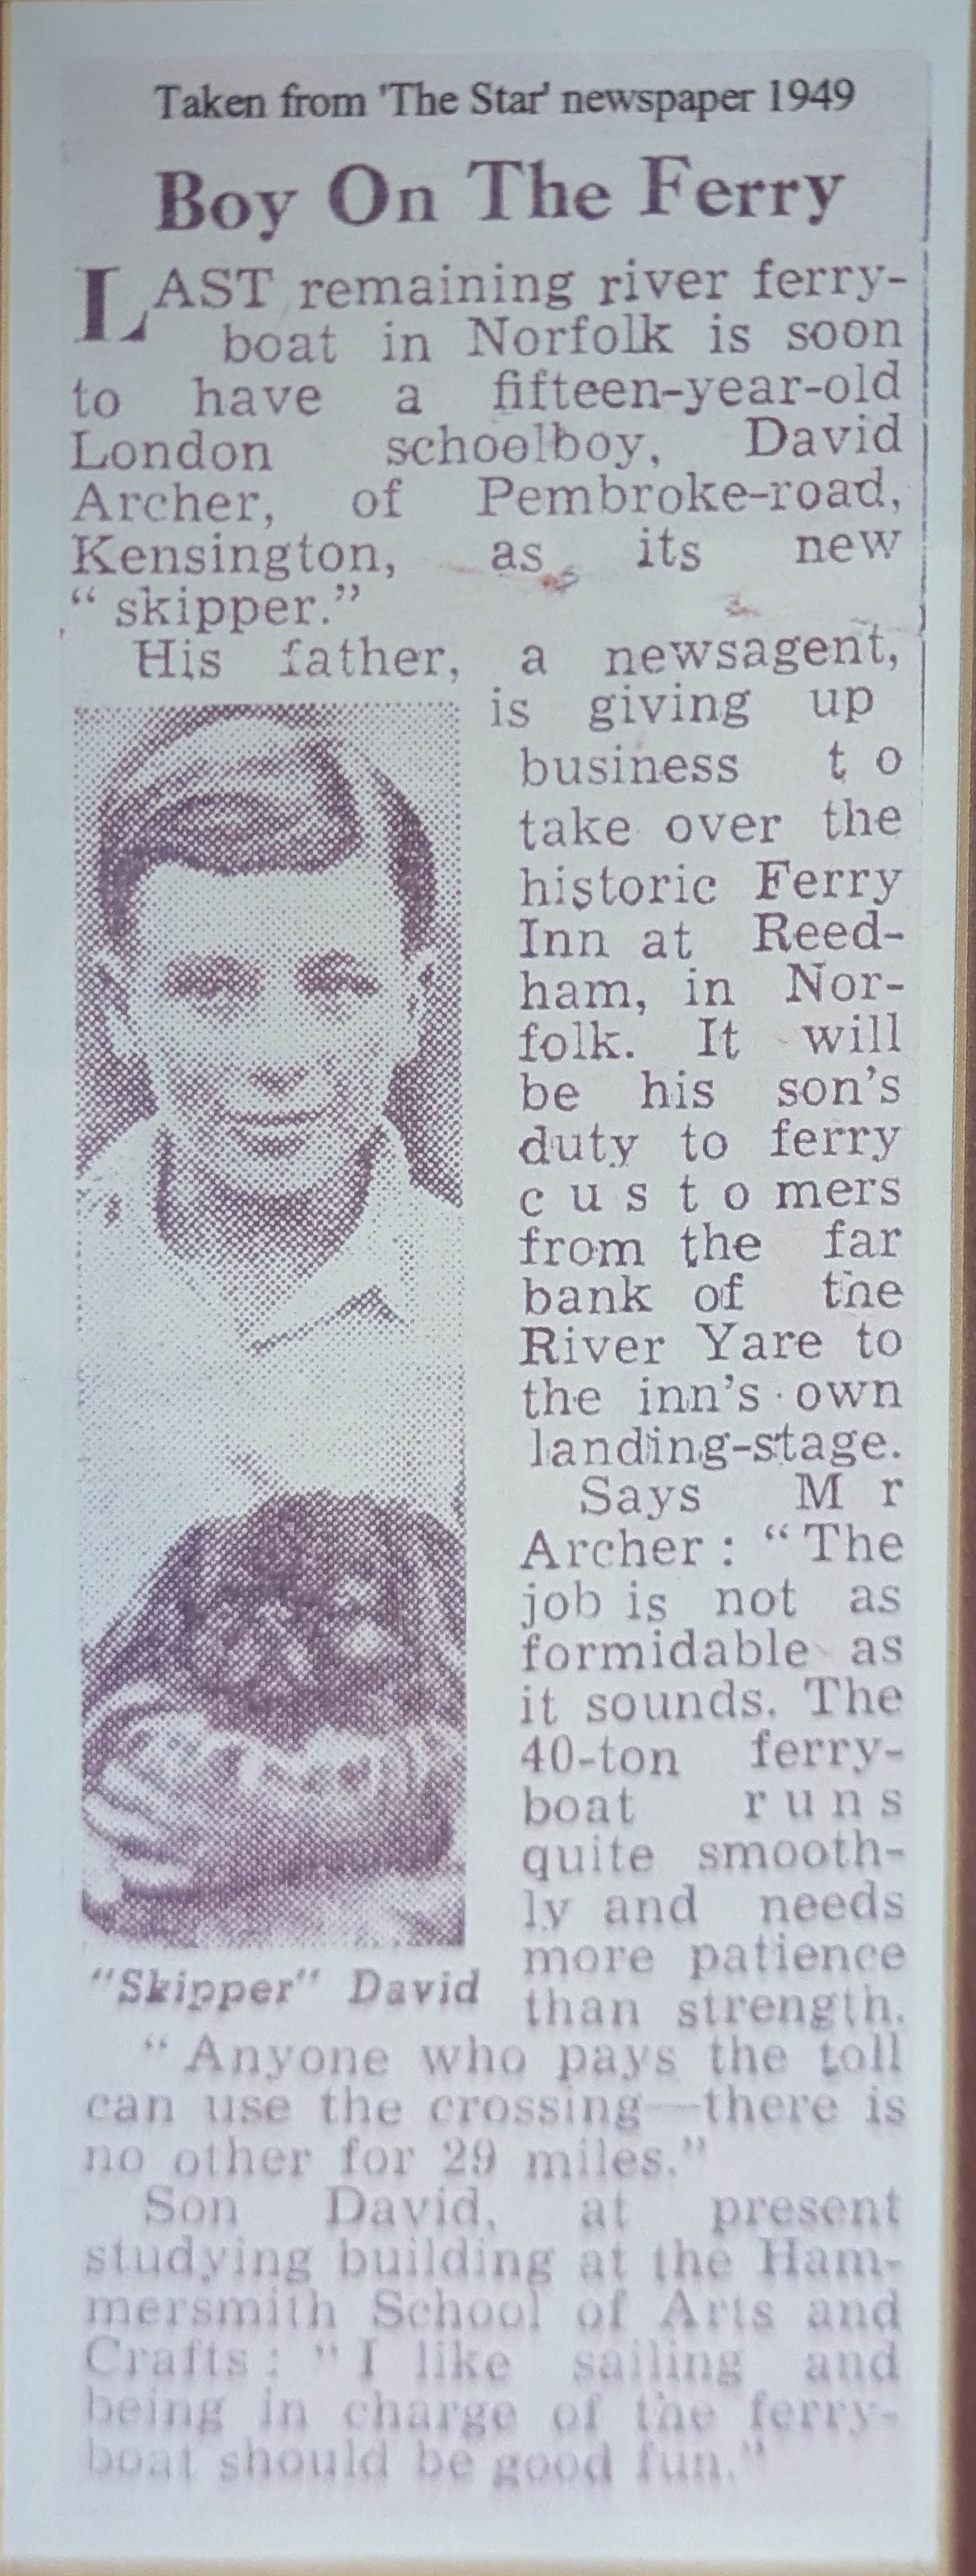 Taken from 'The Star' newspaper 1949
Boy On The Ferry
LAST remaining river ferry-
boat in Norfolk is soon
to have a fifteen-year-old
London schoolboy, David
Archer, of Pembroke-road,
Kensington, as its new
“skipper.”
His father, a newsagent,
is giving up
business to
take over the
historic Ferry
Inn at Reed-
ham, in Nor-
folk. It will
be his son's
duty to ferry
customers
from the far
bank of the
River Yare to
the inn's own
landing-stage.
Says Mr
Archer: “The
job is not as
formidable as
it sounds. The
40-ton ferry-
boat runs
quite smooth-
ly and needs
more patience
than strength.
"Skipper" David
“Anyone who pays the toll
can use the crossing—there is
no other for 29 miles.”
Son David, at present
studying building at the Ham-
mersmith School of Arts and
Crafts: “I like sailing and
being in charge of the ferry-
boat should be good fun.”